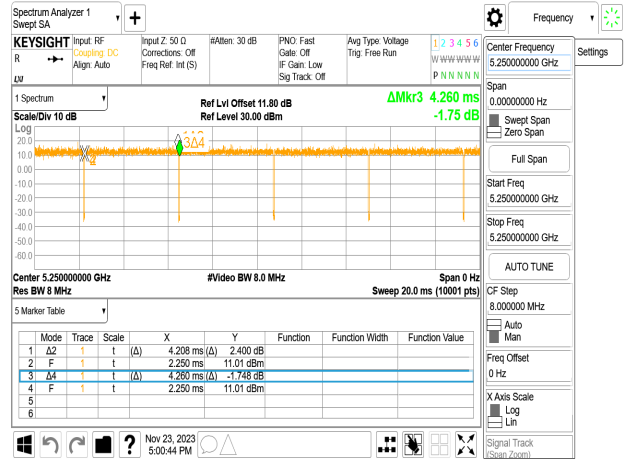 Spectrum Analyzer 1
Swept SA
Frequency
KEYSIGHT
R
Input: RF
Coupling: DC
Align: Auto
Input Z: 50 Ω
Corrections: Off
Freq Ref: Int (S)
#Atten: 30 dB
PNO: Fast
Gate: Off
IF Gain: Low
Sig Track: Off
Avg Type: Voltage
Trig: Free Run
1 2 3 4 5 6
W W W W W W
P N N N N N
1 Spectrum
Scale/Div 10 dB
Log
Ref Lvl Offset 11.80 dB
Ref Level 30.00 dBm
ΔMkr3 4.260 ms
-1.75 dB
20.0
10.0
0.00
-10.0
-20.0
-30.0
-40.0
-50.0
-60.0
3Δ4
Center 5.250000000 GHz
Res BW 8 MHz
#Video BW 8.0 MHz
Span 0 Hz
Sweep 20.0 ms (10001 pts)
5 Marker Table
Mode Trace Scale X Y Function Function Width Function Value
1 Δ2 1 t (Δ) 4.208 ms (Δ) 2.400 dB
2 F 1 t 2.250 ms 11.01 dBm
3 Δ4 1 t (Δ) 4.260 ms (Δ) -1.748 dB
4 F 1 t 2.250 ms 11.01 dBm
5
6
Nov 23, 2023
5:00:44 PM
Center Frequency
5.250000000 GHz
Settings
Span
0.00000000 Hz
Swept Span
Zero Span
Full Span
Start Freq
5.250000000 GHz
Stop Freq
5.250000000 GHz
AUTO TUNE
CF Step
8.000000 MHz
Auto
Man
Freq Offset
0 Hz
X Axis Scale
Log
Lin
Signal Track
(Span Zoom)